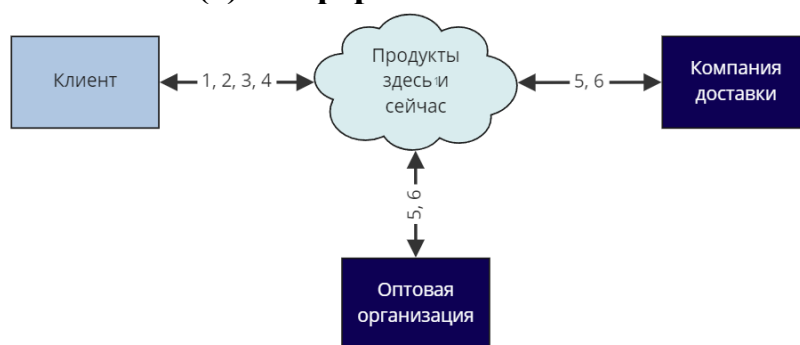 Продукты
здесь и
сейчас
Клиент
1, 2, 3, 4
5, 6
Компания
доставки
5, 6
Оптовая
организация